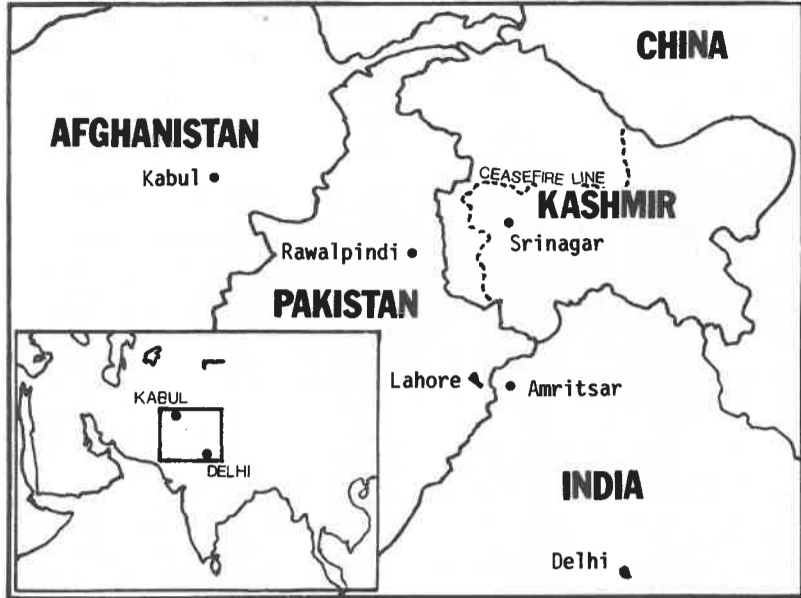 CHINA
AFGHANISTAN
Kabul
CEASEFIRE LINE
KASHMIR
Srinagar
Rawalpindi
PAKISTAN
Lahore
Amritsar
KABUL
DELHI
INDIA
Delhi